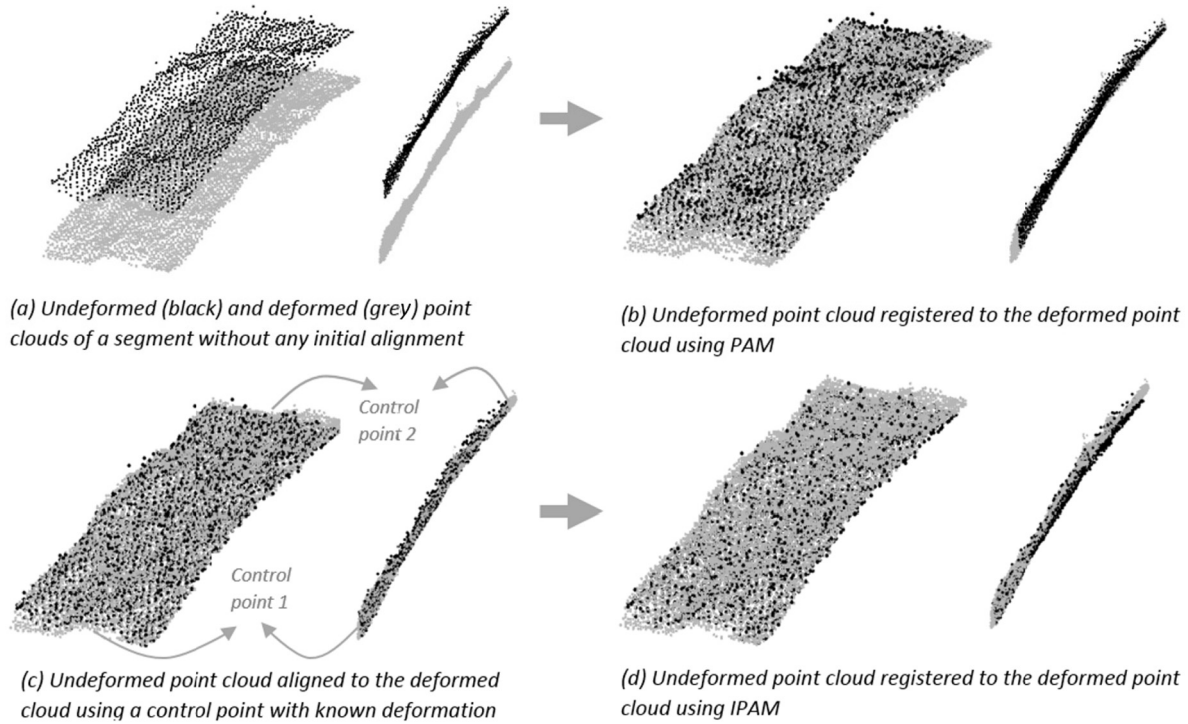 (a) Undeformed (black) and deformed (grey) point
clouds of a segment without any initial alignment
(b) Undeformed point cloud registered to the deformed point
cloud using PAM
Control
point 2
Control
point 1
(c) Undeformed point cloud aligned to the deformed
cloud using a control point with known deformation
(d) Undeformed point cloud registered to the deformed point
cloud using IPAM